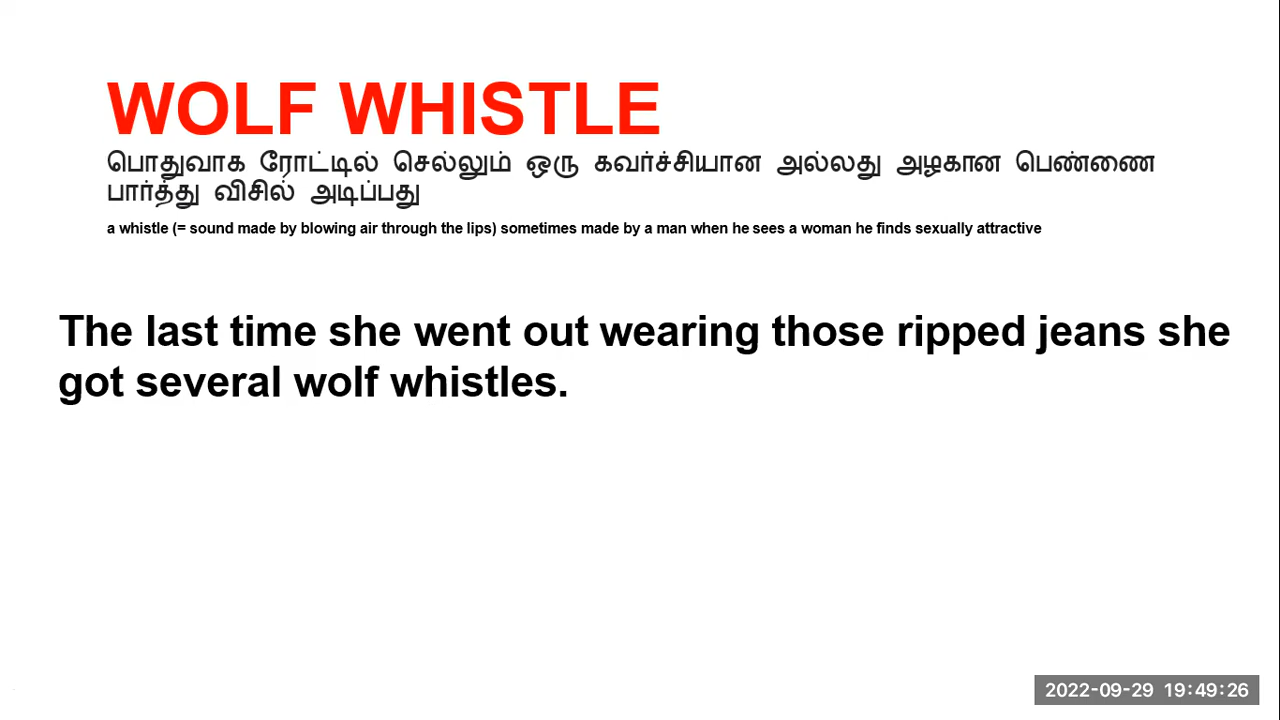 WOLF WHISTLE
பொதுவாக ரோட்டில் செல்லும் ஒரு கவர்ச்சியான அல்லது அழகான பெண்ணை
பார்த்து விசில் அடிப்பது
a whistle (= sound made by blowing air through the lips) sometimes made by a man when he sees a woman he finds sexually attractive
The last time she went out wearing those ripped jeans she
got several wolf whistles.
2022-09-29 19:49:26